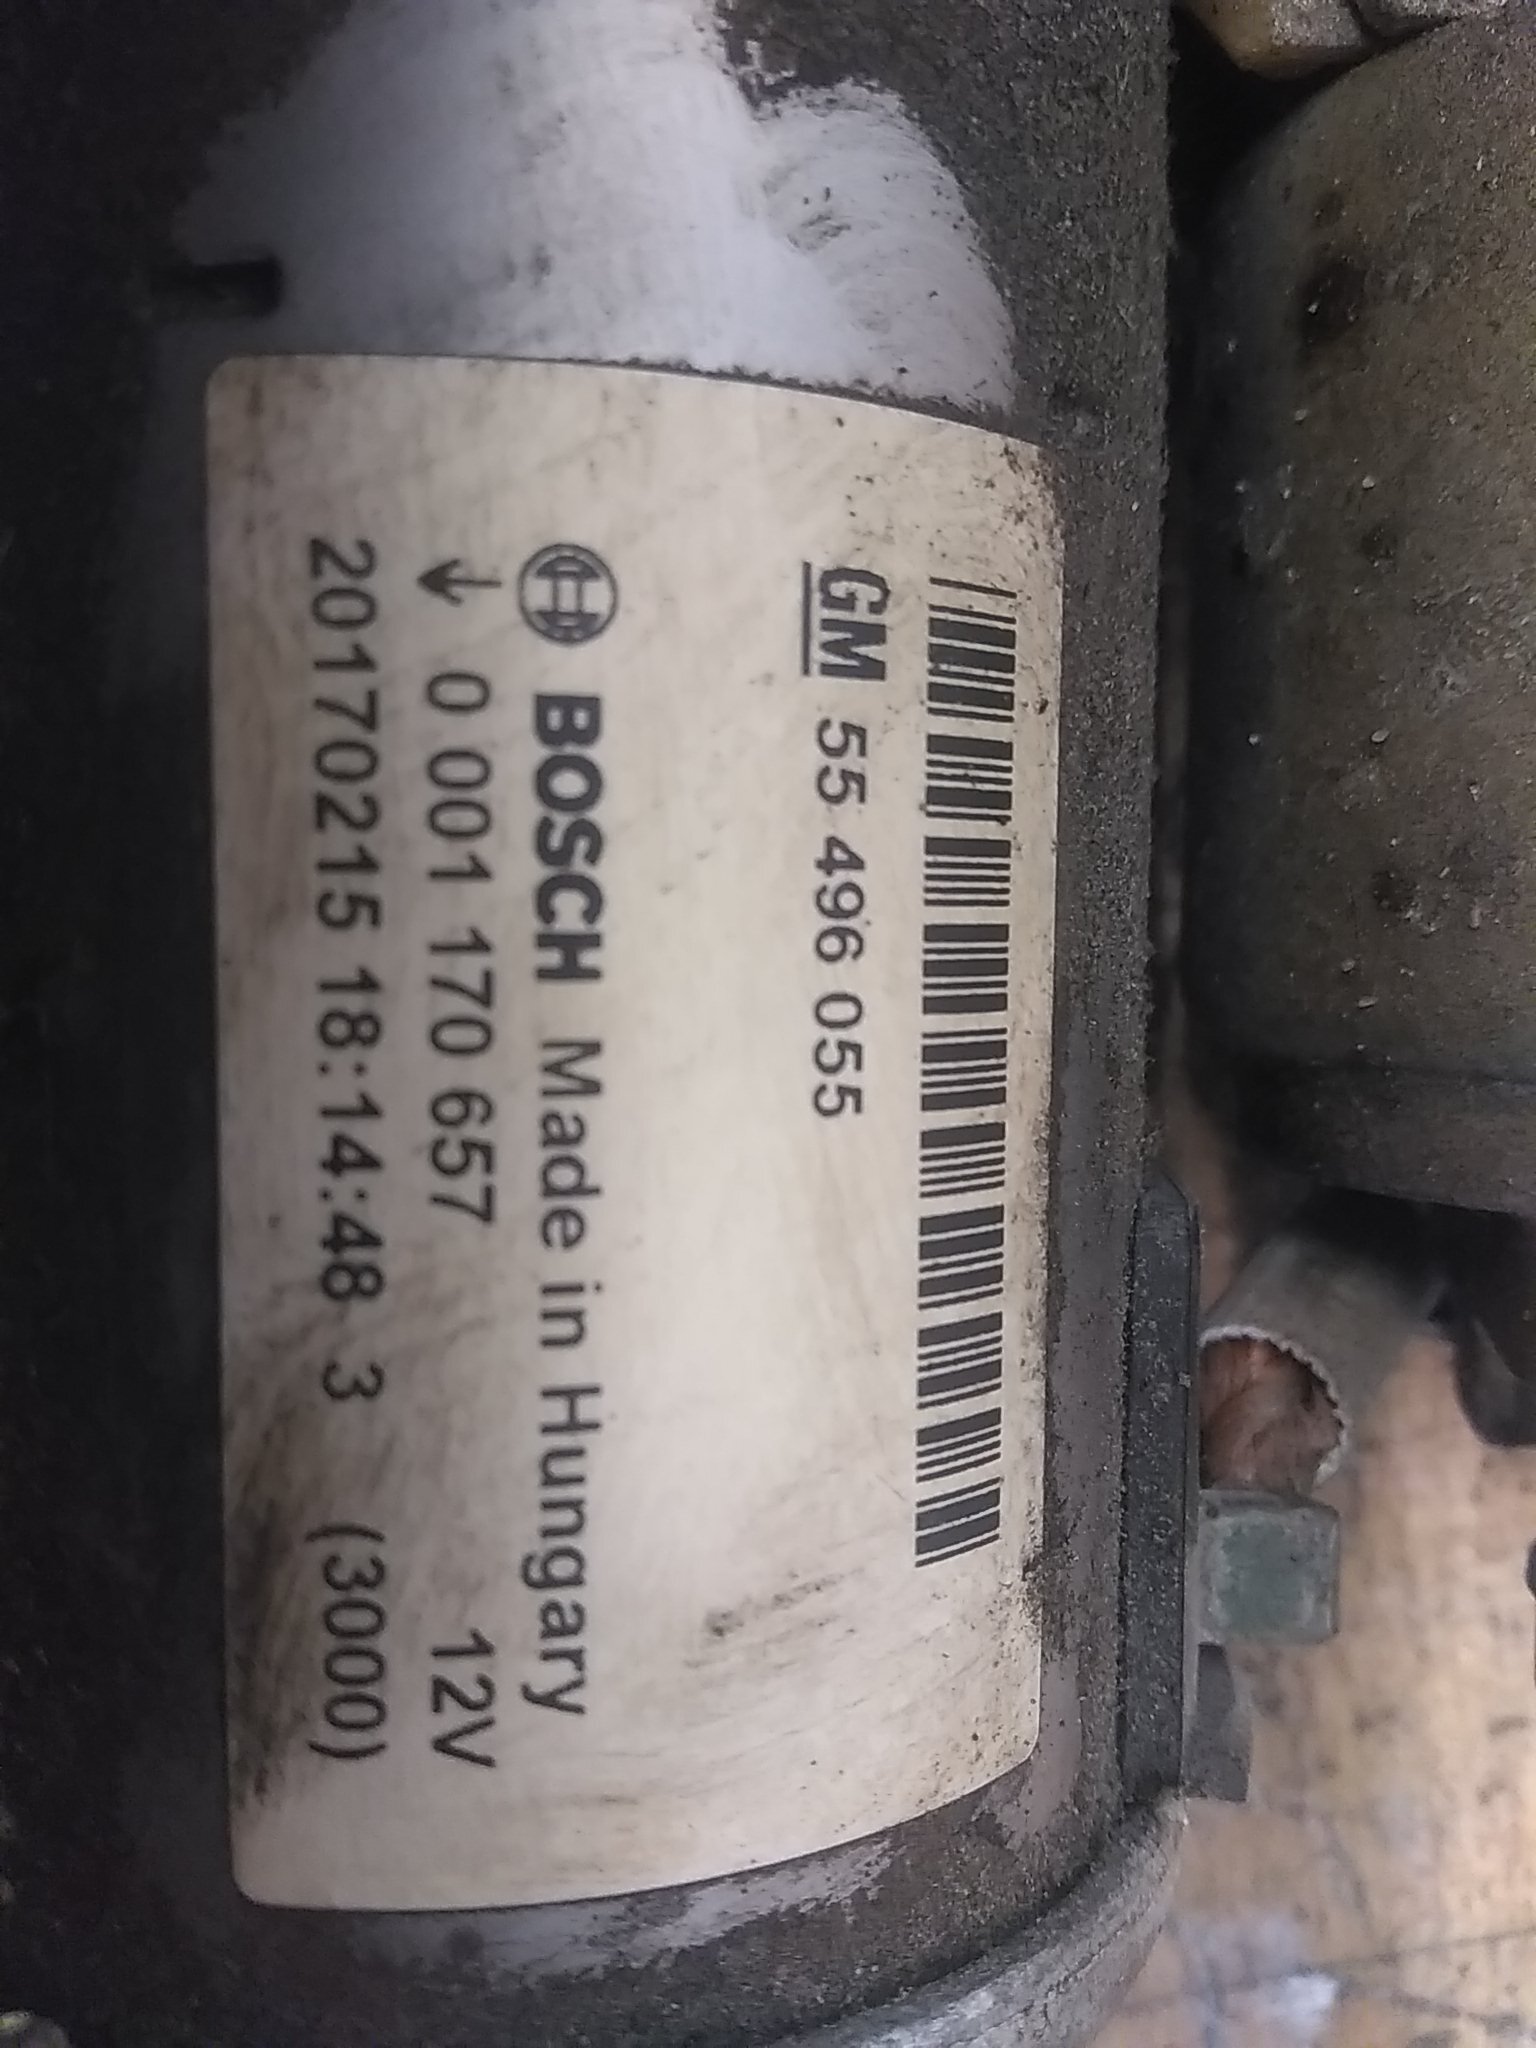 GM 55 496 055
BOSCH Made in Hungary
0 001 170 657 12V
20170215 18:14:48 3 (3000)